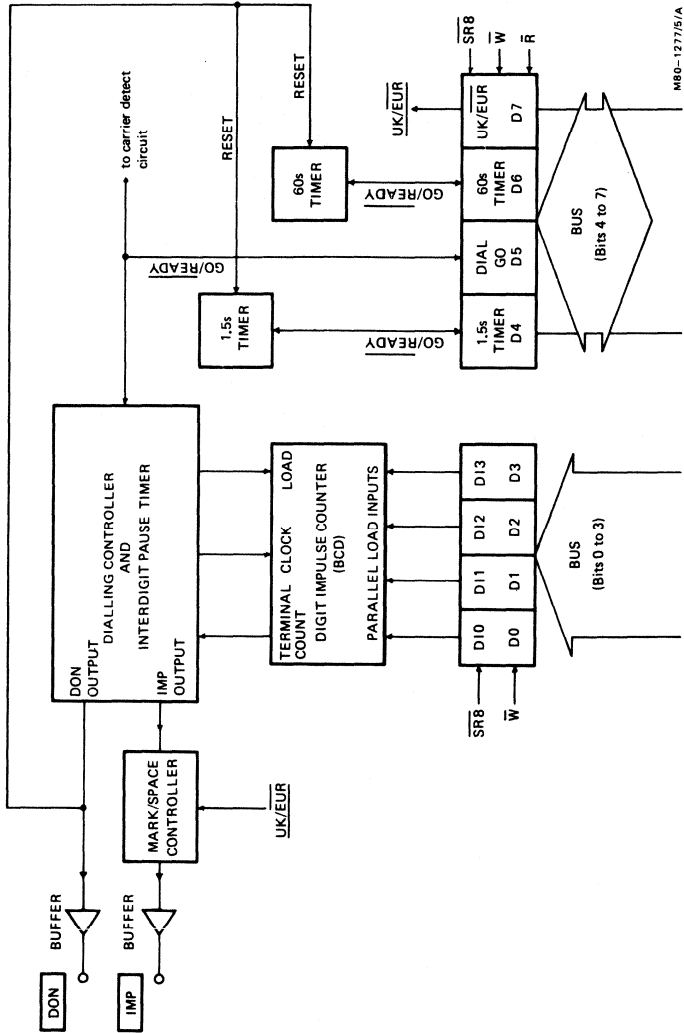 DON
BUFFER
IMP
BUFFER
MARK/SPACE
CONTROLLER
UK/EUR
DON
OUTPUT
IMP
OUTPUT
DIALLING CONTROLLER
AND
INTERDIGIT PAUSE TIMER
to carrier detect
circuit
RESET
RESET
TERMINAL
COUNT
CLOCK
LOAD
DIGIT IMPULSE COUNTER
(BCD)
PARALLEL LOAD INPUTS
1.5s
TIMER
60s
TIMER
GO/READY
GO/READY
GO/READY
UK/EUR
SR8
W
DI0
D0
DI1
D1
DI2
D2
DI3
D3
BUS
(Bits 0 to 3)
1.5s
TIMER
D4
DIAL
GO
D5
60s
TIMER
D6
UK/EUR
D7
SR8
W
R
BUS
(Bits 4 to 7)
M80-1277/5/A